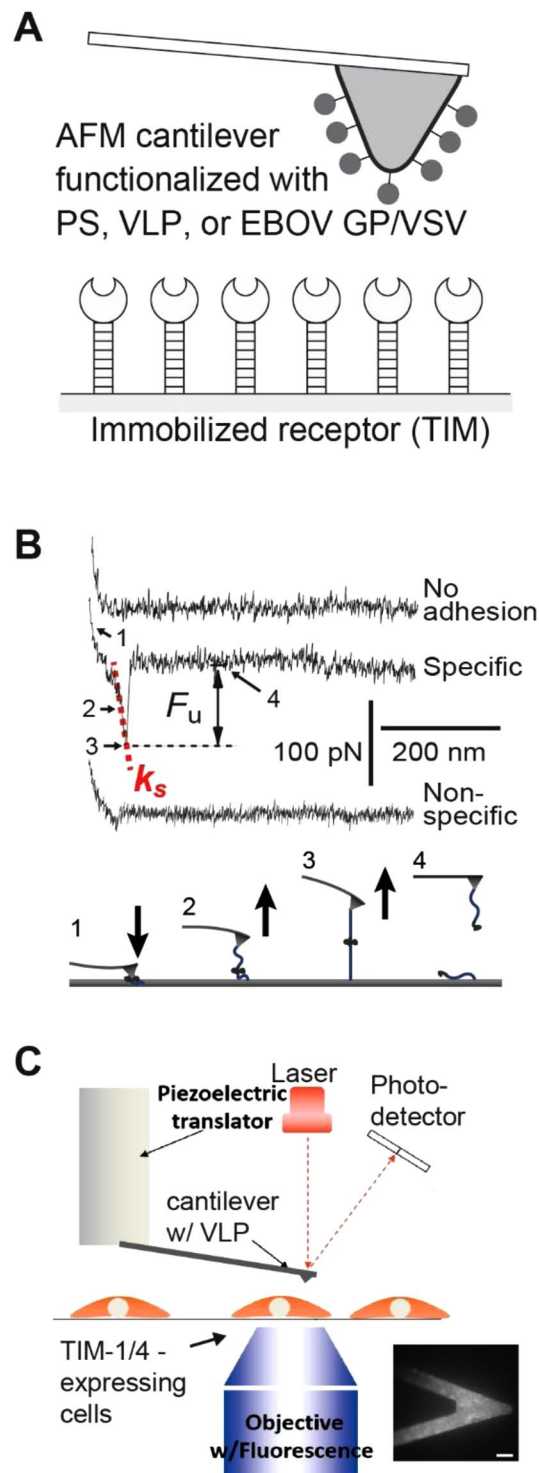 A
AFM cantilever
functionalized with
PS, VLP, or EBOV GP/VSV
Immobilized receptor (TIM)
B
No
adhesion
1
Specific
2
Fu
4
3
100 pN
200 nm
ks
Non-
specific
1
2
3
4
C
Laser
Piezoelectric
translator
Photo-
detector
cantilever
w/ VLP
TIM-1/4 -
expressing
cells
Objective
w/Fluorescence